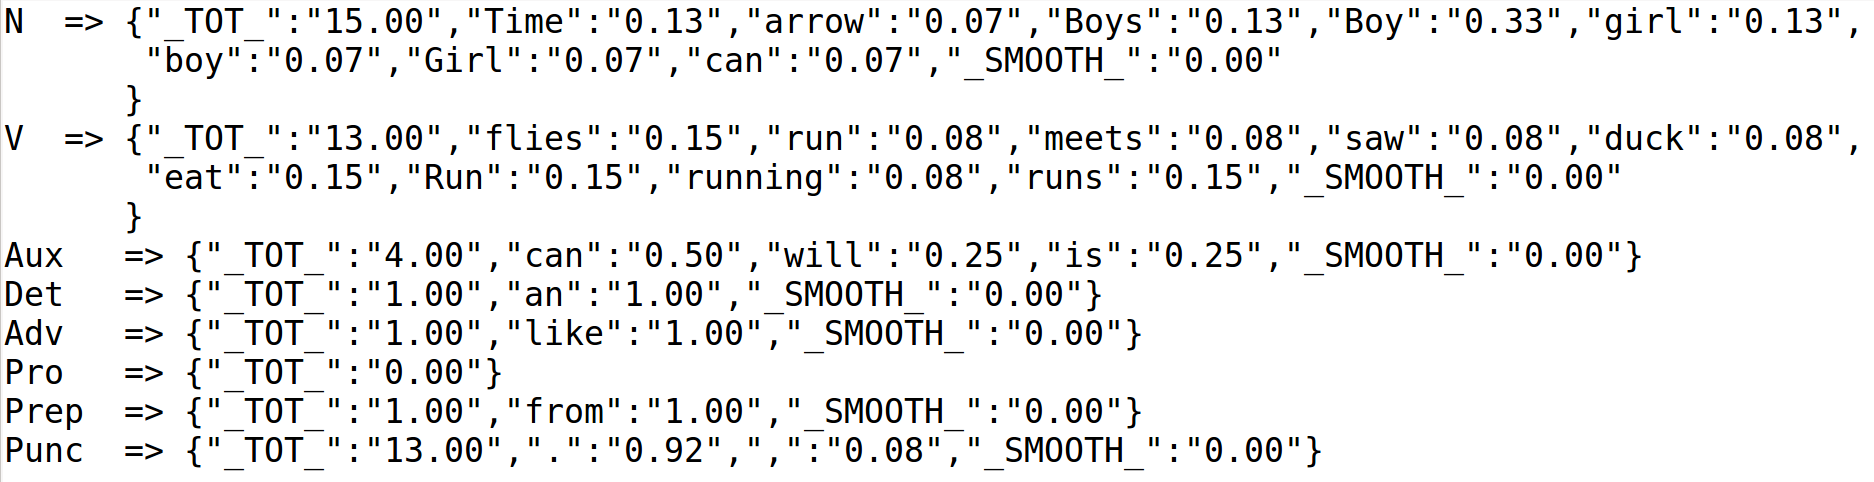 N  => {"_TOT_":"15.00","Time":"0.13","arrow":"0.07","Boys":"0.13","Boy":"0.33","girl":"0.13",
       "boy":"0.07","Girl":"0.07","can":"0.07","_SMOOTH_":"0.00"
      }
V  => {"_TOT_":"13.00","flies":"0.15","run":"0.08","meets":"0.08","saw":"0.08","duck":"0.08",
       "eat":"0.15","Run":"0.15","running":"0.08","runs":"0.15","_SMOOTH_":"0.00"
      }
Aux   => {"_TOT_":"4.00","can":"0.50","will":"0.25","is":"0.25","_SMOOTH_":"0.00"}
Det   => {"_TOT_":"1.00","an":"1.00","_SMOOTH_":"0.00"}
Adv   => {"_TOT_":"1.00","like":"1.00","_SMOOTH_":"0.00"}
Pro   => {"_TOT_":"0.00"}
Prep  => {"_TOT_":"1.00","from":"1.00","_SMOOTH_":"0.00"}
Punc  => {"_TOT_":"13.00",".":"0.92",",":"0.08","_SMOOTH_":"0.00"}